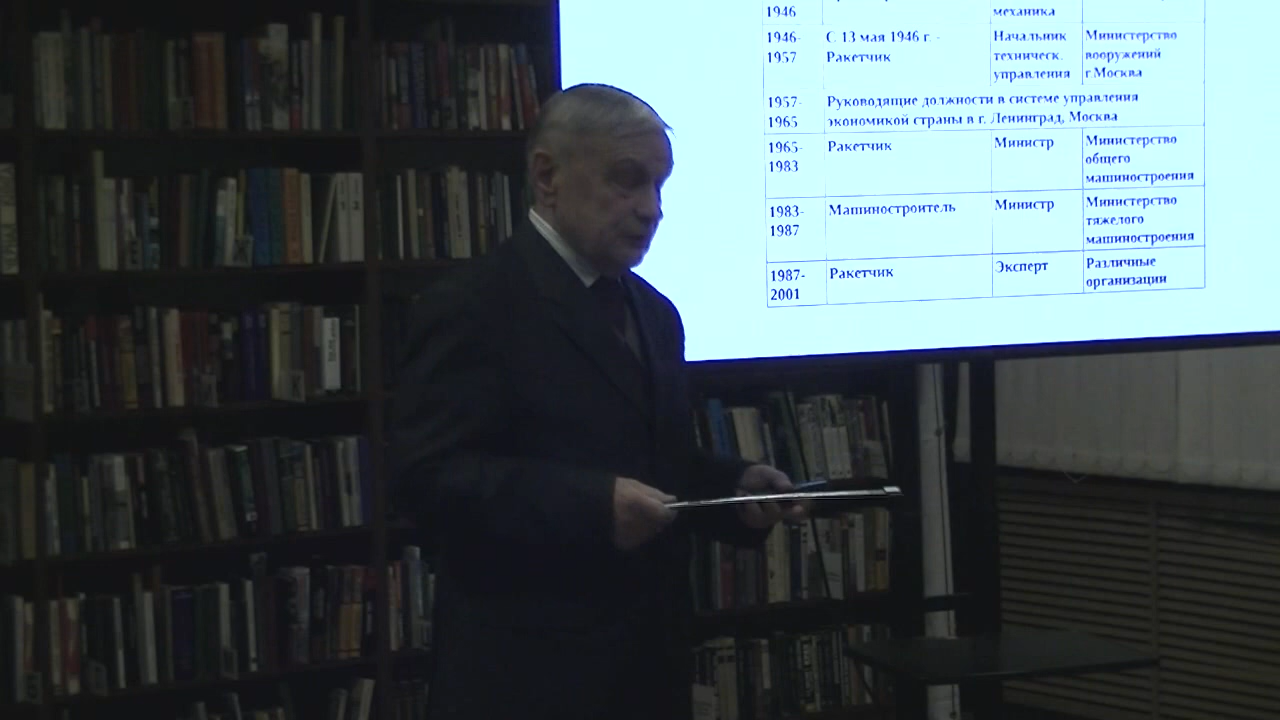 1946 механика
1946- С 13 мая 1946 г. - Начальник Министерство
1957 Ракетчик техническ. вооружений
управления г.Москва
1957- Руководящие должности в системе управления
1965 экономикой страны в г. Ленинград, Москва
1965- Ракетчик Министр Министерство
1983 общего
машиностроения
1983- Машиностроитель Министр Министерство
1987 тяжелого
машиностроения
1987- Ракетчик Эксперт Различные
2001 организации